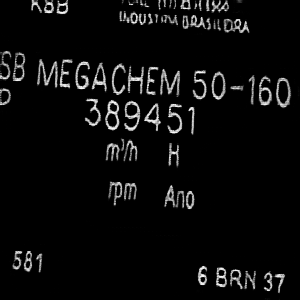 KSB
INDUSTRIA BRASILEIRA
SB MEGACHEM 50-160
D
389451
m³/h H
rpm Ano
581
6 BRN 37